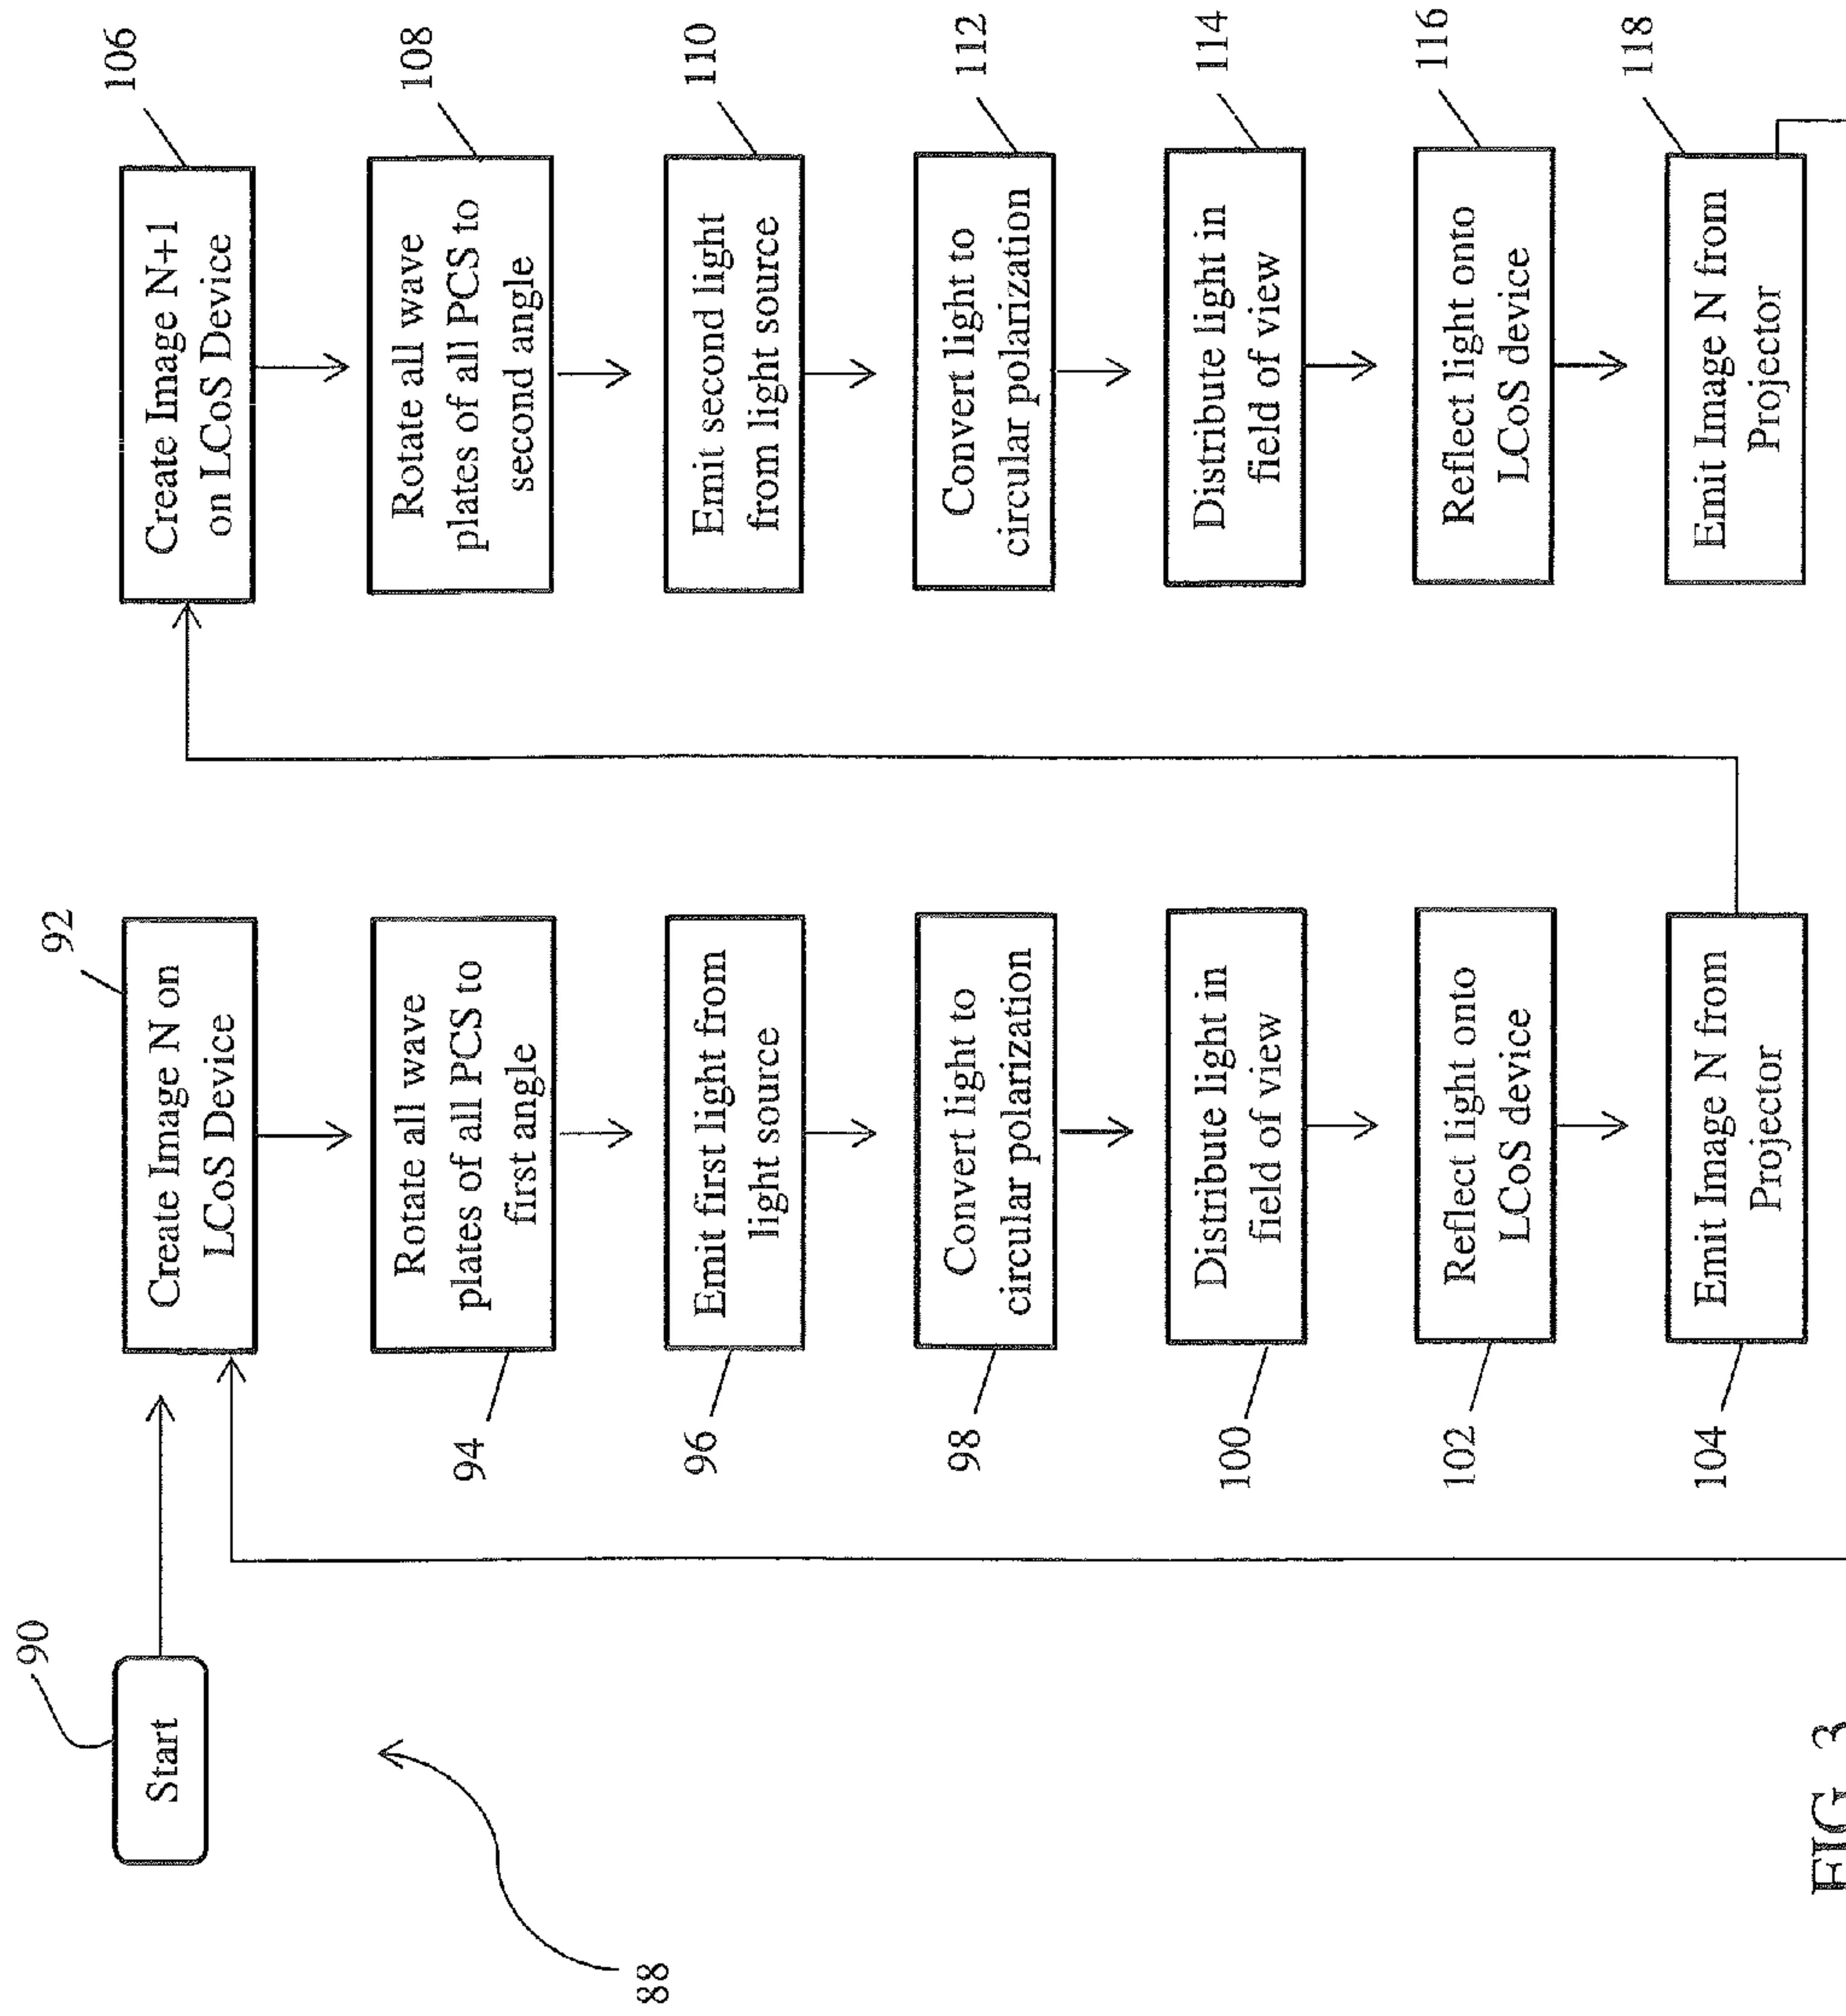 88
90
Start
92
Create Image N on
LCoS Device
94
Rotate all wave
plates of all PCS to
first angle
96
Emit first light from
light source
98
Convert light to
circular polarization
100
Distribute light in
field of view
102
Reflect light onto
LCoS device
104
Emit Image N from
Projector
106
Create Image N+1
on LCoS Device
108
Rotate all wave
plates of all PCS to
second angle
110
Emit second light
from light source
112
Convert light to
circular polarization
114
Distribute light in
field of view
116
Reflect light onto
LCoS device
118
Emit Image N from
Projector
FIG. 3